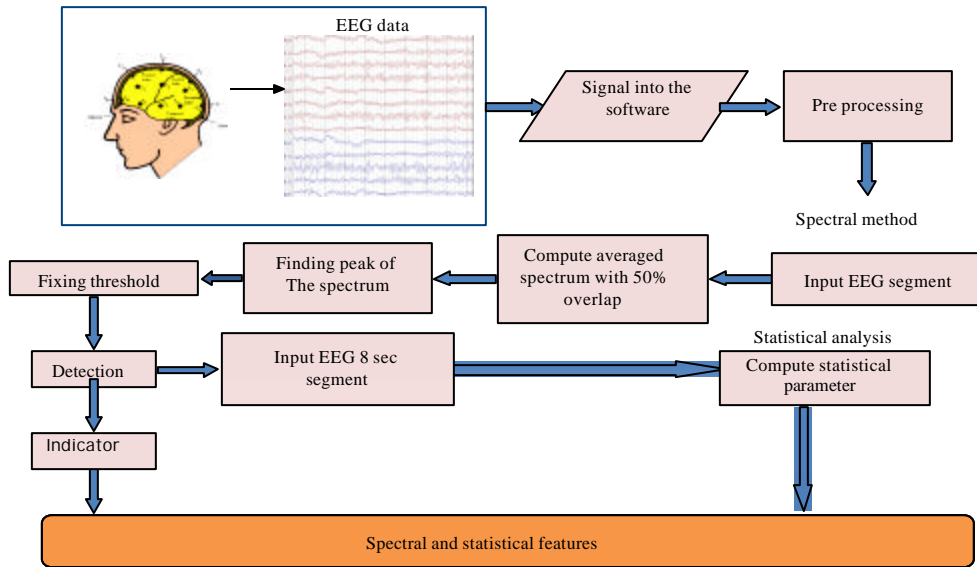 EEG data
Signal into the
software
Pre processing
Spectral method
Input EEG segment
Compute averaged
spectrum with 50%
overlap
Finding peak of
The spectrum
Fixing threshold
Detection
Input EEG 8 sec
segment
Statistical analysis
Compute statistical
parameter
Indicator
Spectral and statistical features